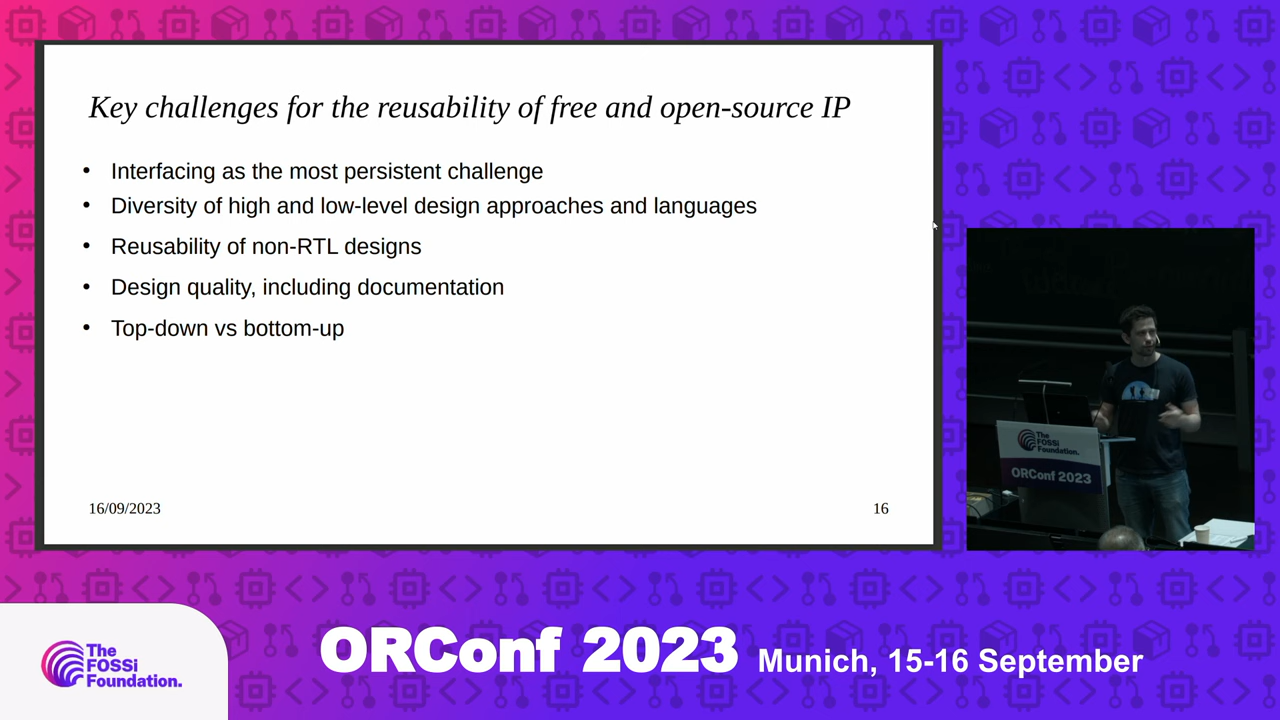 Key challenges for the reusability of free and open-source IP
• Interfacing as the most persistent challenge
• Diversity of high and low-level design approaches and languages
• Reusability of non-RTL designs
• Design quality, including documentation
• Top-down vs bottom-up
16/09/2023
16
The
FOSSi
Foundation.
ORConf 2023
The
FOSSi
Foundation.
ORConf 2023 Munich, 15-16 September